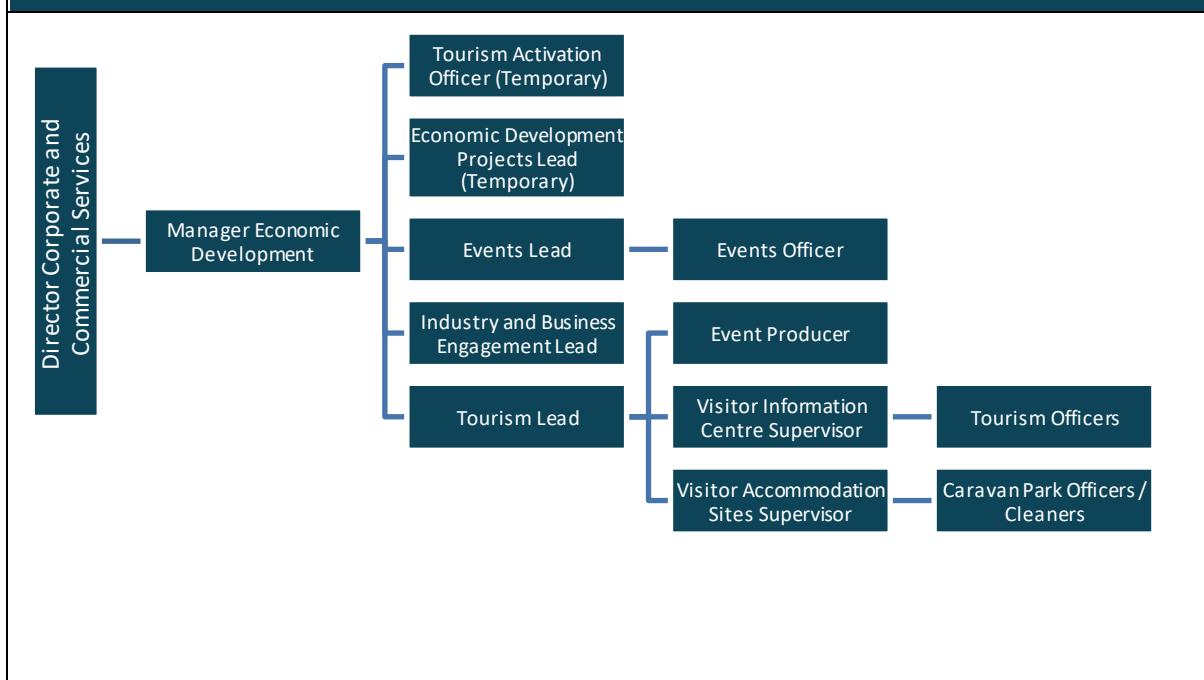 Director Corporate and
Commercial Services
Manager Economic
Development
Tourism Activation
Officer (Temporary)
Economic Development
Projects Lead
(Temporary)
Events Lead
Events Officer
Industry and Business
Engagement Lead
Tourism Lead
Event Producer
Visitor Information
Centre Supervisor
Tourism Officers
Visitor Accommodation
Sites Supervisor
Caravan Park Officers /
Cleaners